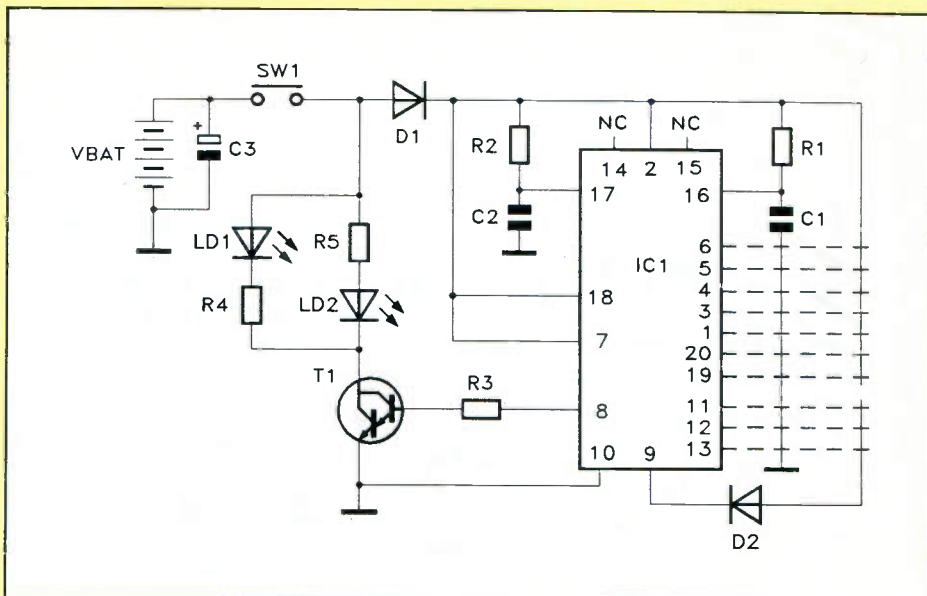 SW1
+
VBAT
C3
D1
R2
NC
NC
R1
14
2
15
17
16
C2
C1
LD1
R5
IC1
6
5
4
3
1
20
19
R4
LD2
18
7
T1
R3
8
11
12
13
10
9
D2